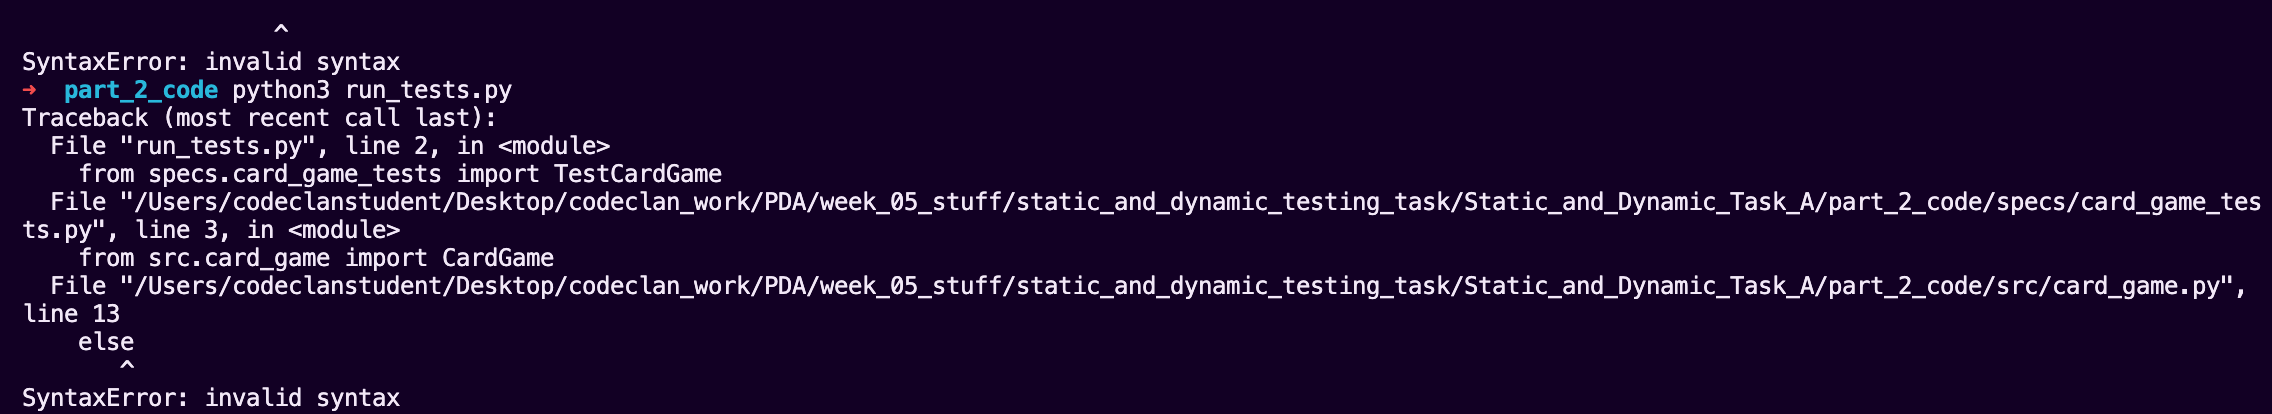 ^
SyntaxError: invalid syntax
→ part_2_code python3 run_tests.py
Traceback (most recent call last):
  File "run_tests.py", line 2, in <module>
    from specs.card_game_tests import TestCardGame
  File "/Users/codeclanstudent/Desktop/codeclan_work/PDA/week_05_stuff/static_and_dynamic_testing_task/Static_and_Dynamic_Task_A/part_2_code/specs/card_game_tes
ts.py", line 3, in <module>
    from src.card_game import CardGame
  File "/Users/codeclanstudent/Desktop/codeclan_work/PDA/week_05_stuff/static_and_dynamic_testing_task/Static_and_Dynamic_Task_A/part_2_code/src/card_game.py",
line 13
    else
       ^
SyntaxError: invalid syntax